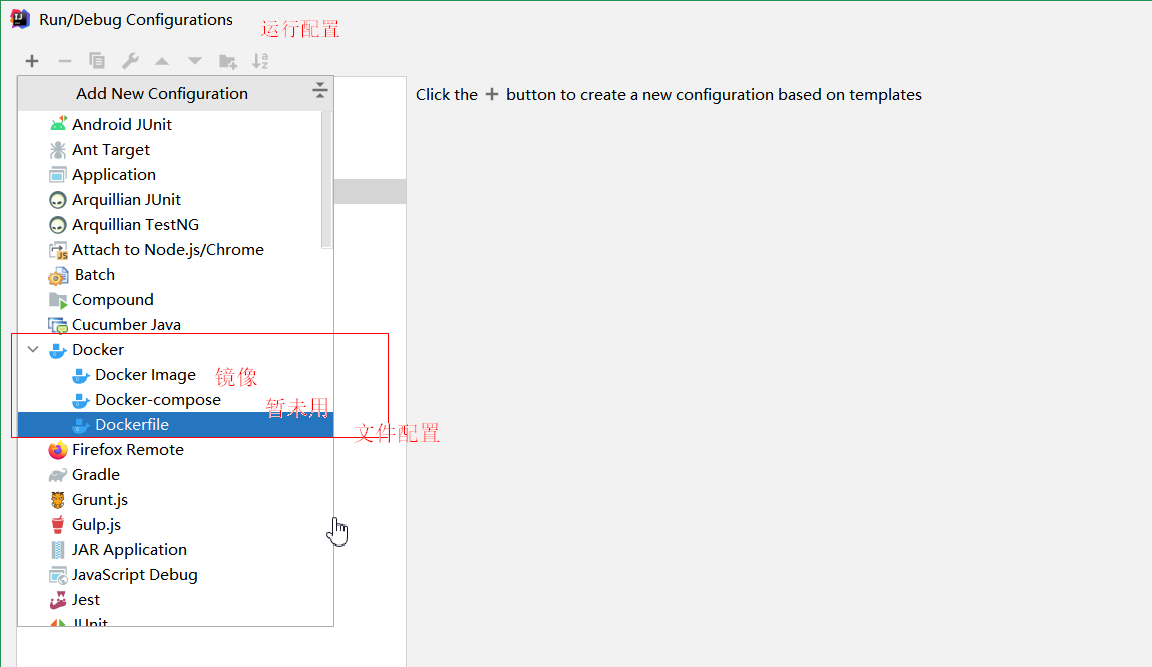 Run/Debug Configurations
运行配置
Add New Configuration
Click the + button to create a new configuration based on templates
Android JUnit
Ant Target
Application
Arquillian JUnit
Arquillian TestNG
Attach to Node.js/Chrome
Batch
Compound
Cucumber Java
Docker
Docker Image 镜像
Docker-compose
暂未用
Dockerfile
文件配置
Firefox Remote
Gradle
Grunt.js
Gulp.js
JAR Application
JavaScript Debug
Jest
JUnit